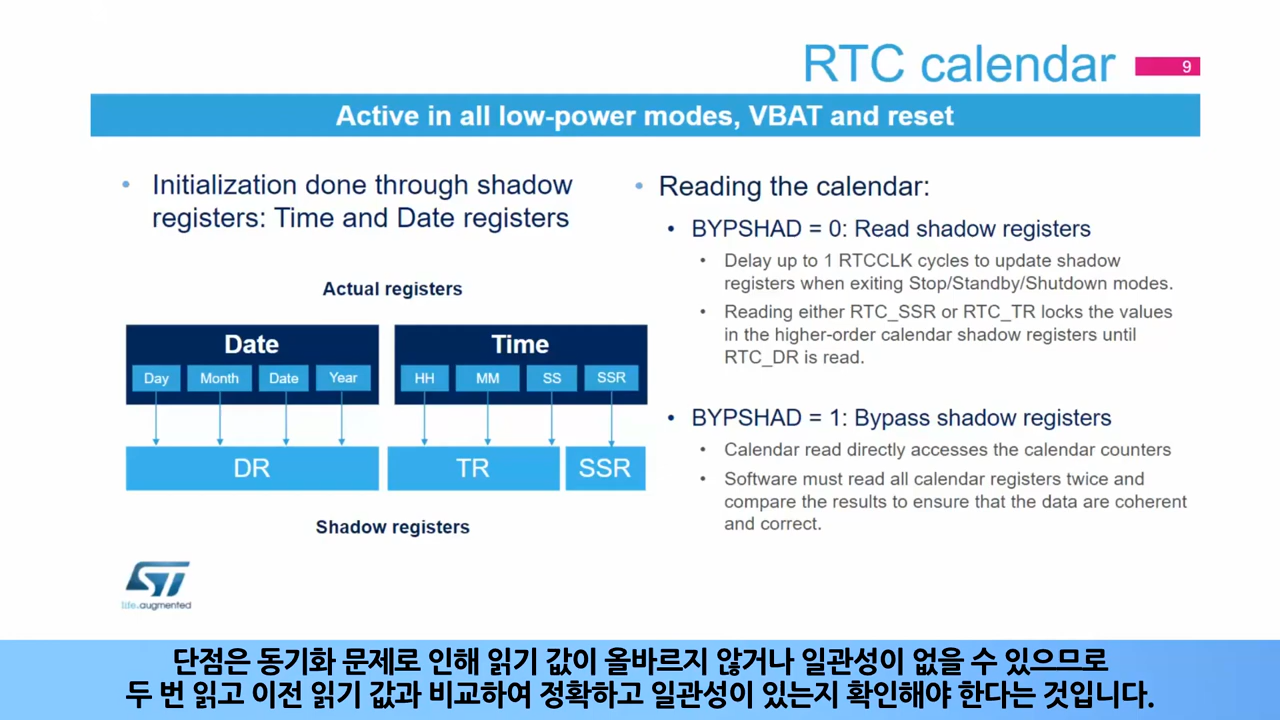 RTC calendar
9
Active in all low-power modes, VBAT and reset
• Initialization done through shadow
registers: Time and Date registers
Actual registers
Date
Day Month Date Year
Time
HH MM SS SSR
DR
TR
SSR
Shadow registers
• Reading the calendar:
• BYPSHAD = 0: Read shadow registers
• Delay up to 1 RTCCLK cycles to update shadow
registers when exiting Stop/Standby/Shutdown modes.
• Reading either RTC_SSR or RTC_TR locks the values
in the higher-order calendar shadow registers until
RTC_DR is read.
• BYPSHAD = 1: Bypass shadow registers
• Calendar read directly accesses the calendar counters
• Software must read all calendar registers twice and
compare the results to ensure that the data are coherent
and correct.
ST
life.augmented
단점은 동기화 문제로 인해 읽기 값이 올바르지 않거나 일관성이 없을 수 있으므로
두 번 읽고 이전 읽기 값과 비교하여 정확하고 일관성이 있는지 확인해야 한다는 것입니다.